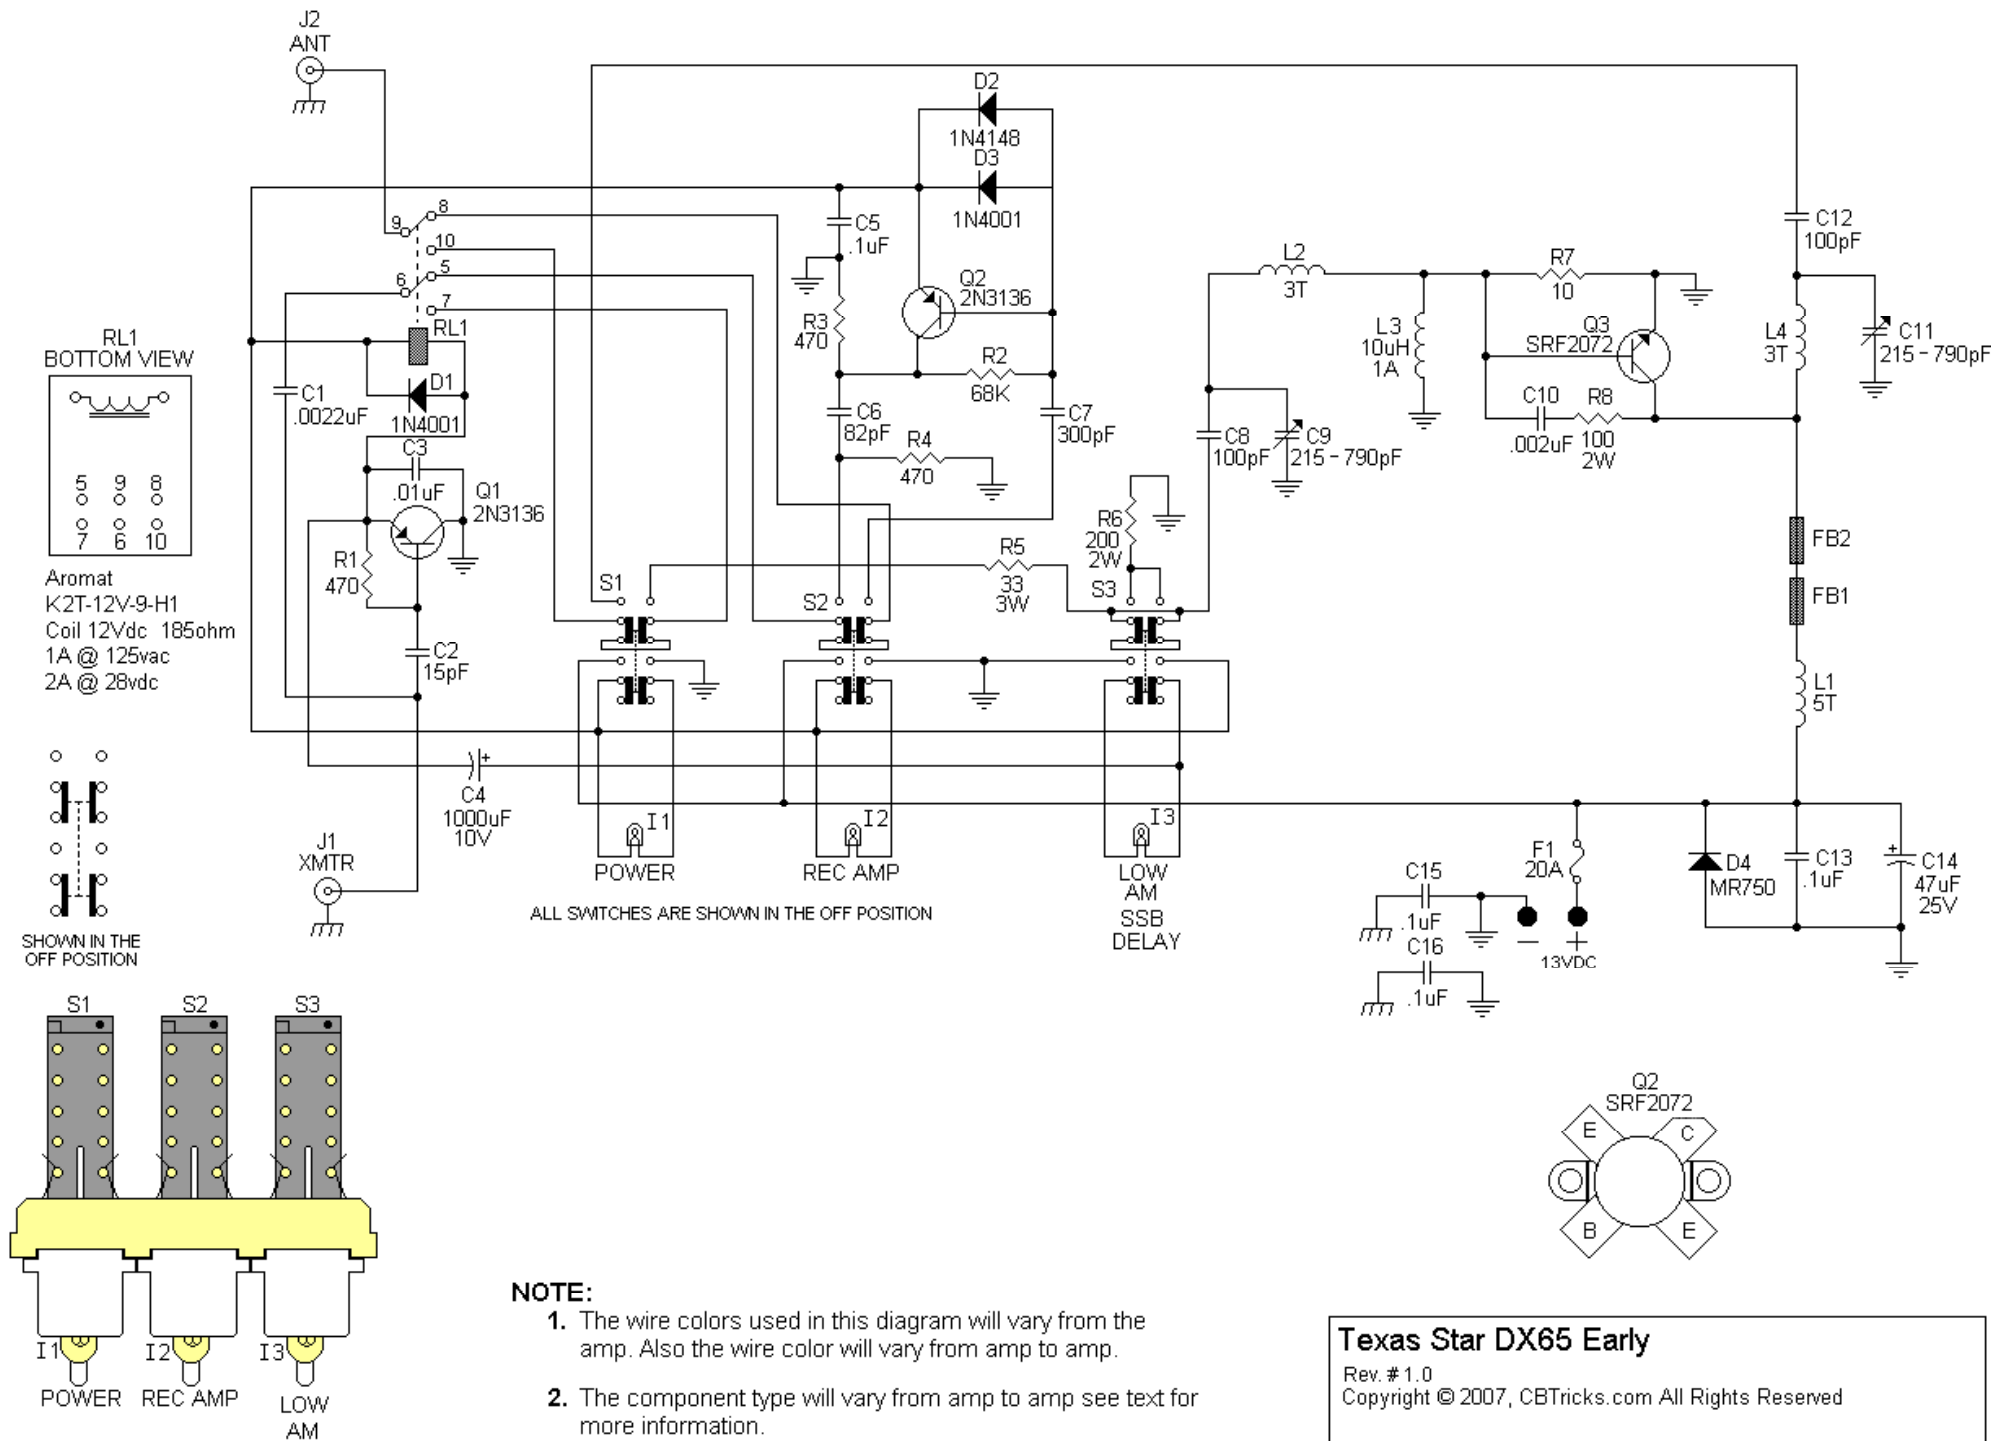 J2
ANT
D2
1N4148
D3
1N4001
C5
.1uF
C12
100pF
8
9
10
5
6
7
RL1
Q2
2N3136
R3
470
R2
68K
L2
3T
R7
10
Q3
SRF2072
L3
10uH
1A
L4
3T
C11
215-790pF
RL1
BOTTOM VIEW
5 9 8
7 6 10
Aromat
K2T-12V-9-H1
Coil 12Vdc 185ohm
1A @ 125vac
2A @ 28vdc
C1
.0022uF
D1
1N4001
C3
.01uF
Q1
2N3136
R1
470
C2
15pF
C6
82pF
R4
470
C7
300pF
C8
100pF
C9
215-790pF
C10
.002uF
R8
100
2W
R6
200
2W
R5
33
3W
S1
S2
S3
FB2
FB1
L1
5T
C4
1000uF
10V
+
J1
XMTR
I1
POWER
I2
REC AMP
I3
LOW
AM
SSB
DELAY
ALL SWITCHES ARE SHOWN IN THE OFF POSITION
F1
20A
C15
.1uF
C16
.1uF
− +
13VDC
D4
MR750
C13
.1uF
+
C14
47uF
25V
SHOWN IN THE
OFF POSITION
S1 S2 S3
I1 I2 I3
POWER REC AMP LOW
AM
Q2
SRF2072
E C
B E
NOTE:
1. The wire colors used in this diagram will vary from the
amp. Also the wire color will vary from amp to amp.
2. The component type will vary from amp to amp see text for
more information.
Texas Star DX65 Early
Rev. # 1.0
Copyright © 2007, CBTricks.com All Rights Reserved